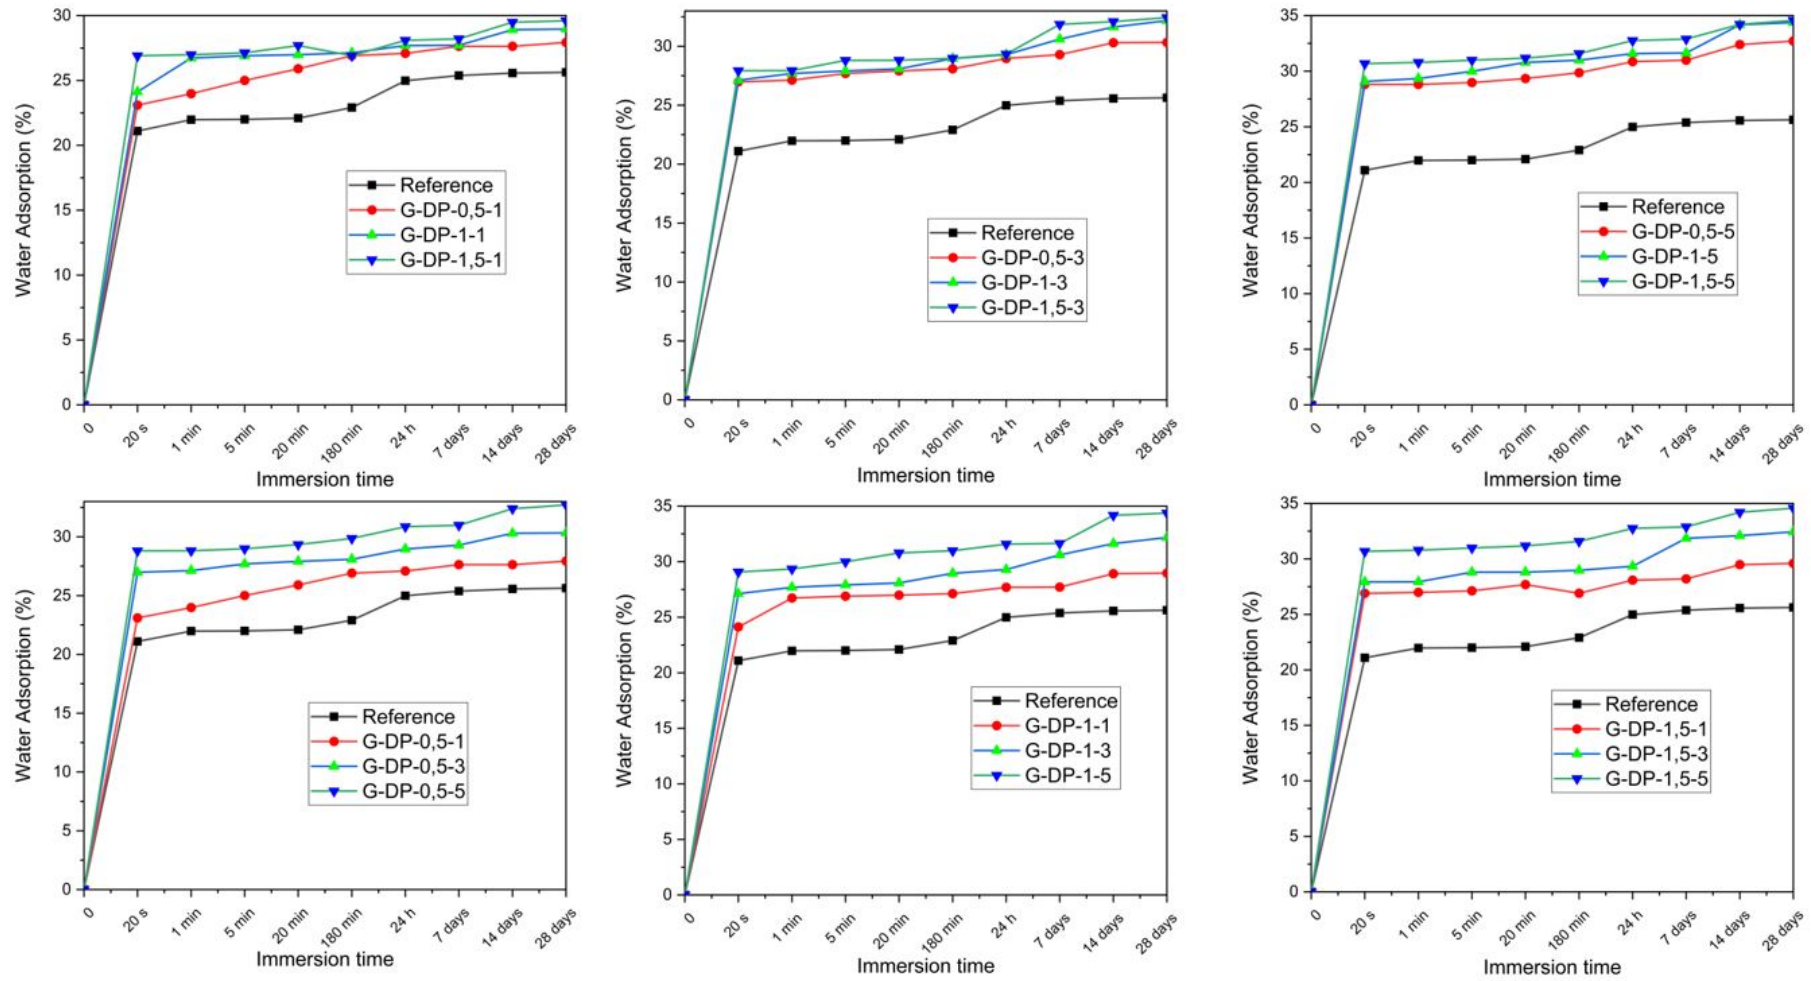 Water Adsorption (%)
30
25
20
15
10
5
0
Reference
G-DP-0,5-1
G-DP-1-1
G-DP-1,5-1
0 20 s 1 min 5 min 20 min 180 min 24 h 7 days 14 days 28 days
Immersion time
Water Adsorption (%)
30
25
20
15
10
5
0
Reference
G-DP-0,5-3
G-DP-1-3
G-DP-1,5-3
0 20 s 1 min 5 min 20 min 180 min 24 h 7 days 14 days 28 days
Immersion time
Water Adsorption (%)
35
30
25
20
15
10
5
0
Reference
G-DP-0,5-5
G-DP-1-5
G-DP-1,5-5
0 20 s 1 min 5 min 20 min 180 min 24 h 7 days 14 days 28 days
Immersion time
Water Adsorption (%)
30
25
20
15
10
5
0
Reference
G-DP-0,5-1
G-DP-0,5-3
G-DP-0,5-5
0 20 s 1 min 5 min 20 min 180 min 24 h 7 days 14 days 28 days
Immersion time
Water Adsorption (%)
35
30
25
20
15
10
5
0
Reference
G-DP-1-1
G-DP-1-3
G-DP-1-5
0 20 s 1 min 5 min 20 min 180 min 24 h 7 days 14 days 28 days
Immersion time
Water Adsorption (%)
35
30
25
20
15
10
5
0
Reference
G-DP-1,5-1
G-DP-1,5-3
G-DP-1,5-5
0 20 s 1 min 5 min 20 min 180 min 24 h 7 days 14 days 28 days
Immersion time